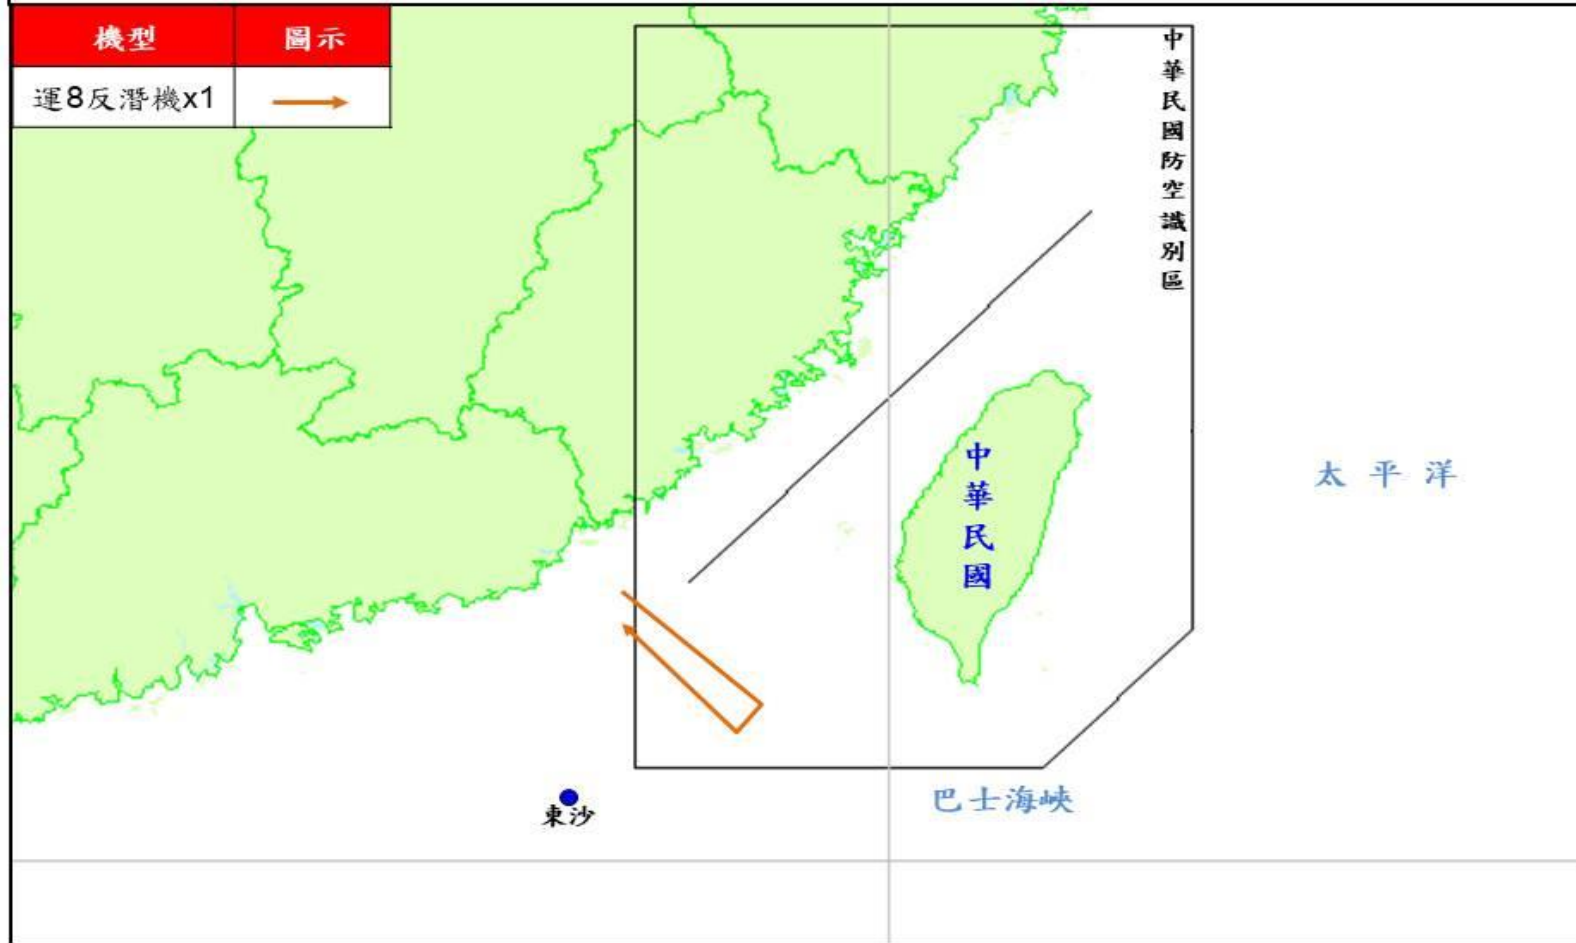 機型
圖示
運8反潛機x1
中華民國防空識別區
中華民國
太平洋
巴士海峽
東沙